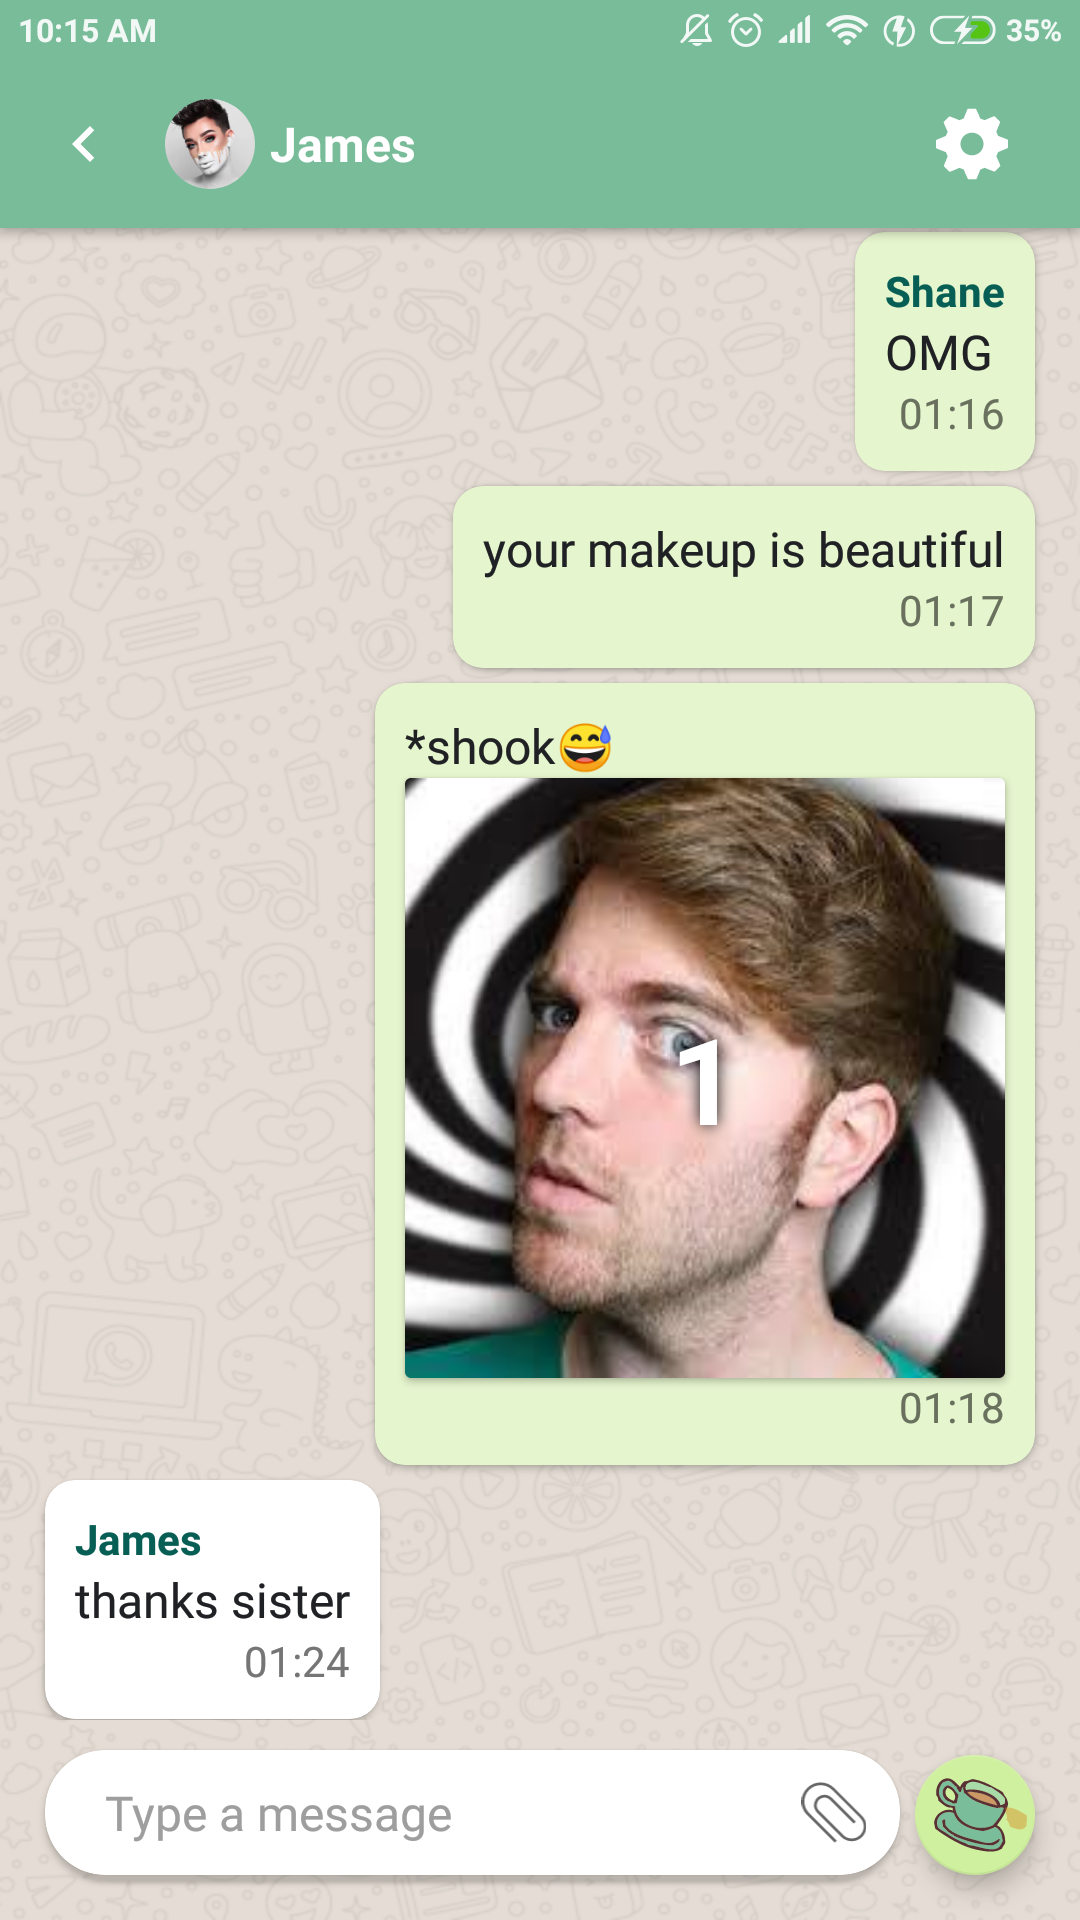 10:15 AM
35%
James
Shane
OMG
01:16
your makeup is beautiful
01:17
*shook😅
1
01:18
James
thanks sister
01:24
Type a message